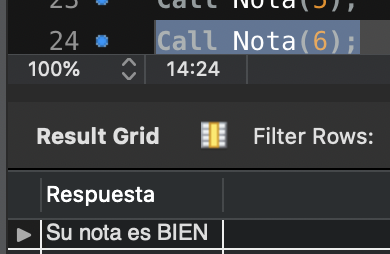 23 Call Nota(5);
24 Call Nota(6);
100% 14:24
Result Grid Filter Rows:
Respuesta
Su nota es BIEN